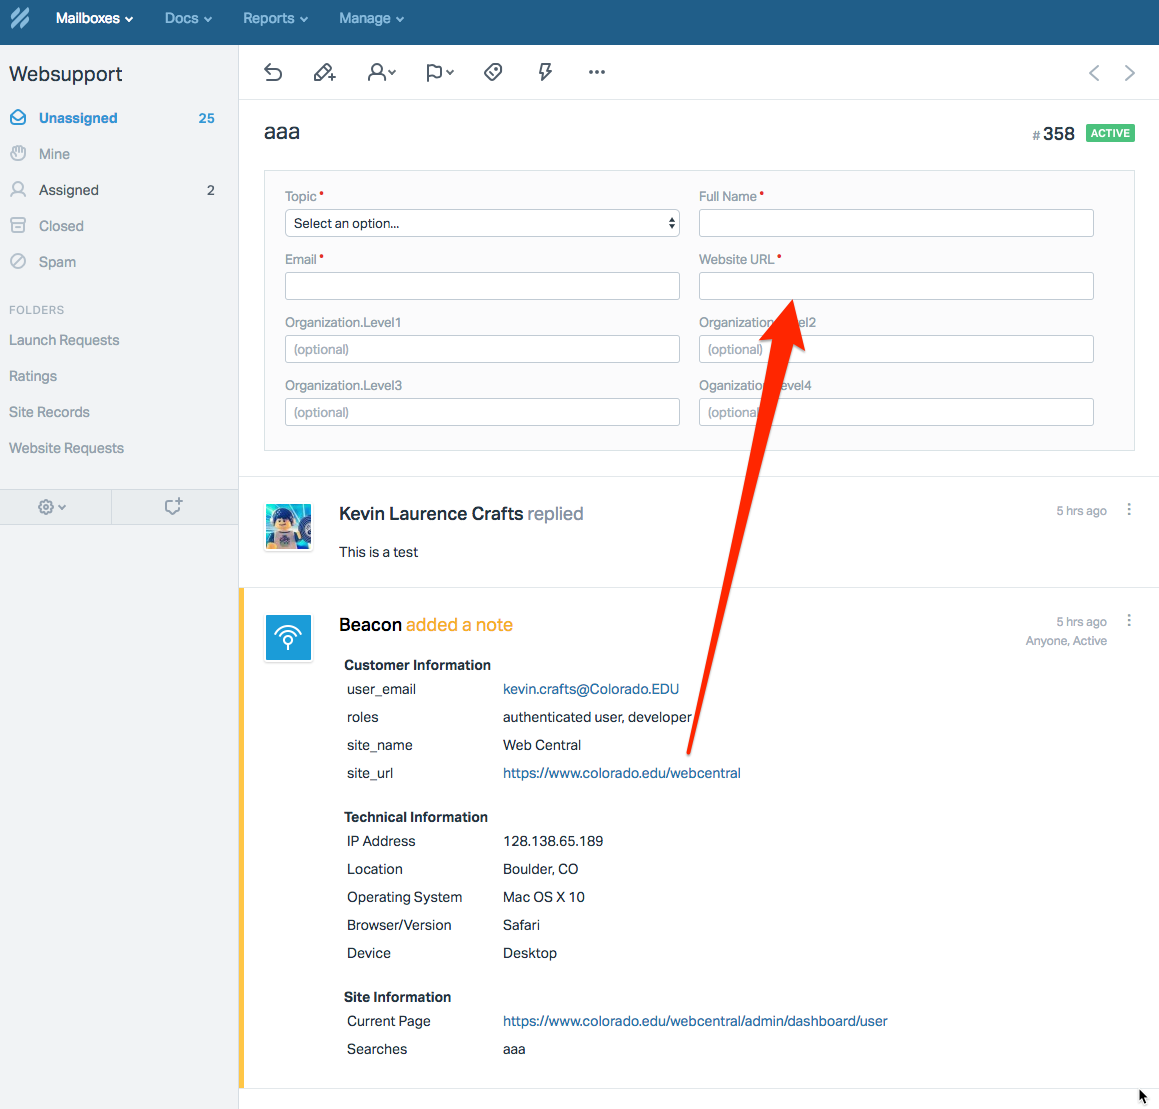 Mailboxes Docs Reports Manage
Websupport
Unassigned 25
Mine
Assigned 2
Closed
Spam
FOLDERS
Launch Requests
Ratings
Site Records
Website Requests
aaa
#358 ACTIVE
Topic * Full Name *
Select an option...
Email * Website URL *
Organization.Level1 Organization el2
(optional) (optional)
Organization.Level3 Oganization evel4
(optional) (optional
Kevin Laurence Crafts replied 5 hrs ago
This is a test
Beacon added a note 5 hrs ago
Anyone, Active
Customer Information
user_email kevin.crafts@Colorado.EDU
roles authenticated user, developer
site_name Web Central
site_url https://www.colorado.edu/webcentral
Technical Information
IP Address 128.138.65.189
Location Boulder, CO
Operating System Mac OS X 10
Browser/Version Safari
Device Desktop
Site Information
Current Page https://www.colorado.edu/webcentral/admin/dashboard/user
Searches aaa